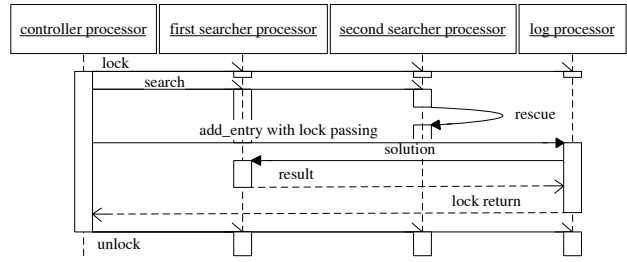 controller processor
first searcher processor
second searcher processor
log processor
lock
search
rescue
add_entry with lock passing
solution
result
lock return
unlock